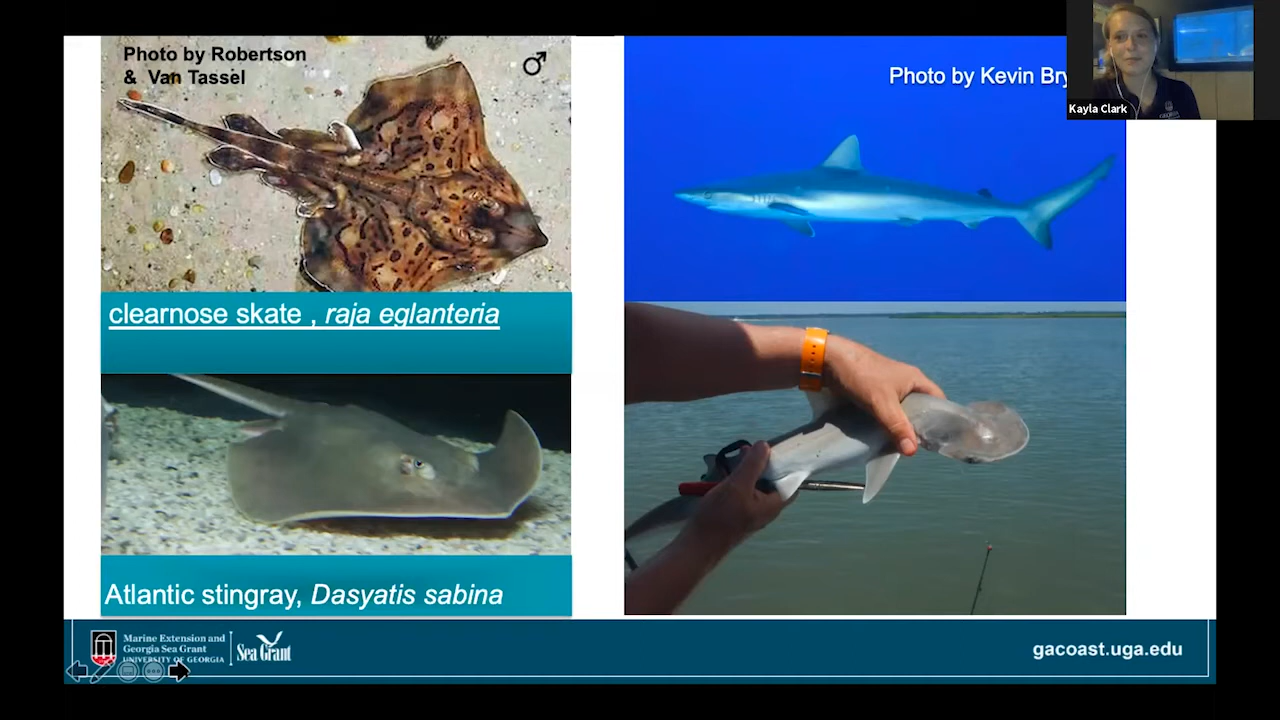 Photo by Robertson
& Van Tassel
♂
Photo by Kevin Bry
Kayla Clark
clearnose skate , raja eglanteria
Atlantic stingray, Dasyatis sabina
Marine Extension and
Georgia Sea Grant
UNIVERSITY OF GEORGIA
Sea Grant
gacoast.uga.edu